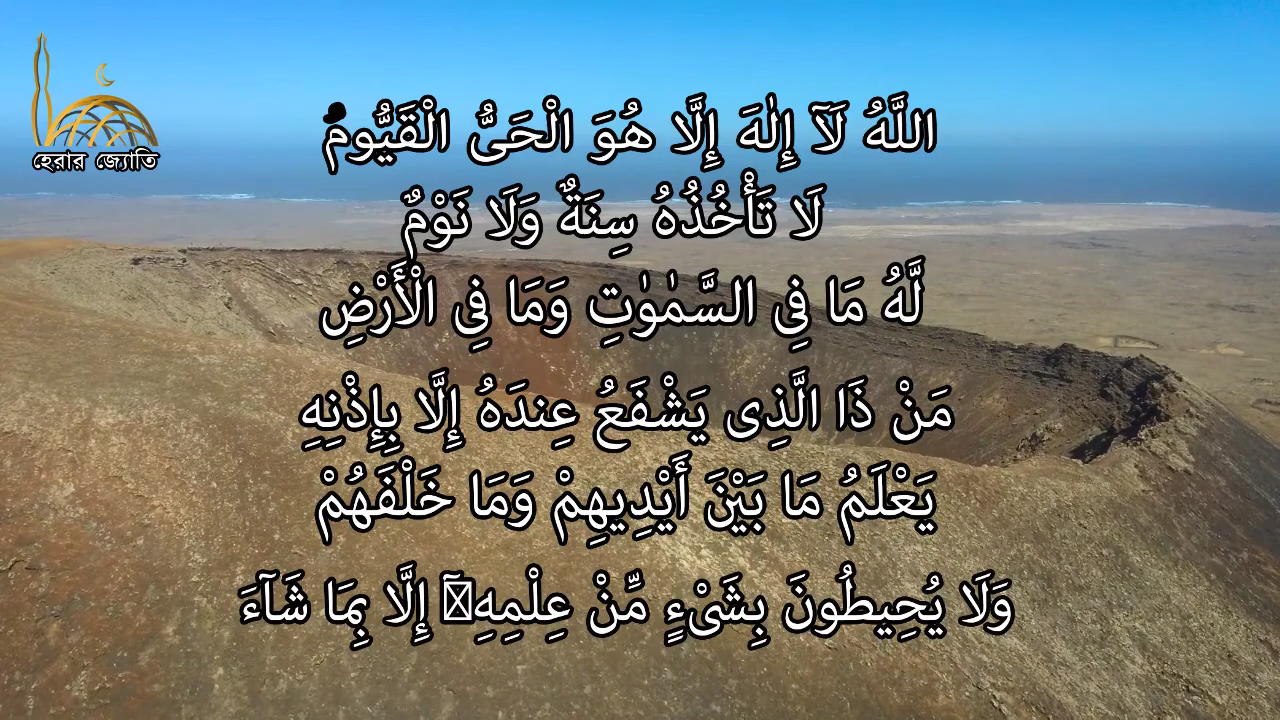 হেরার জ্যোতি
اللَّهُ لَآ إِلٰهَ إِلَّا هُوَ الْحَىُّ الْقَيُّومُ
لَا تَأْخُذُهُ سِنَةٌ وَلَا نَوْمٌ
لَّهُ مَا فِى السَّمٰوٰتِ وَمَا فِى الْأَرْضِ
مَنْ ذَا الَّذِى يَشْفَعُ عِندَهُ إِلَّا بِإِذْنِهِ
يَعْلَمُ مَا بَيْنَ أَيْدِيهِمْ وَمَا خَلْفَهُمْ
وَلَا يُحِيطُونَ بِشَىْءٍ مِّنْ عِلْمِهِ إِلَّا بِمَا شَآءَ